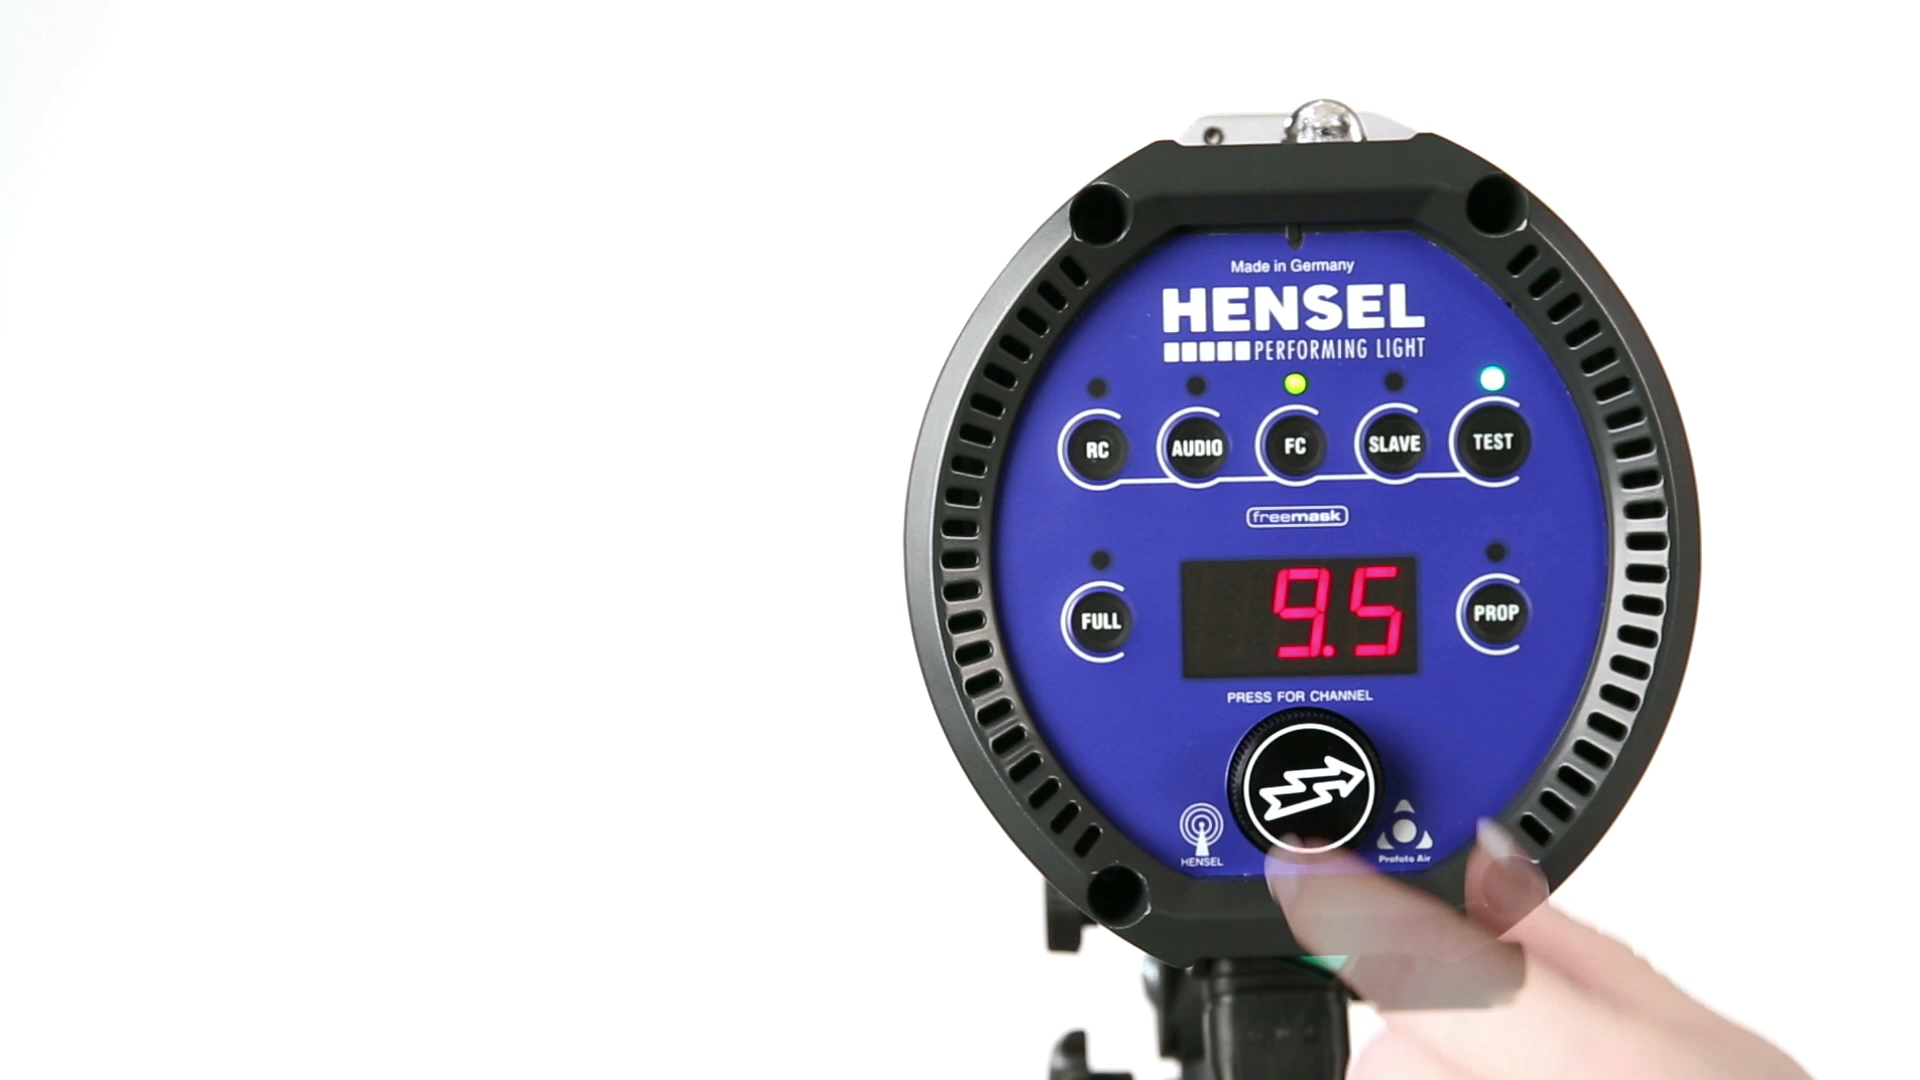 Made in Germany
HENSEL
PERFORMING LIGHT
RC AUDIO FC SLAVE TEST
freemask
FULL 9.5 PROP
PRESS FOR CHANNEL
HENSEL Profoto Air